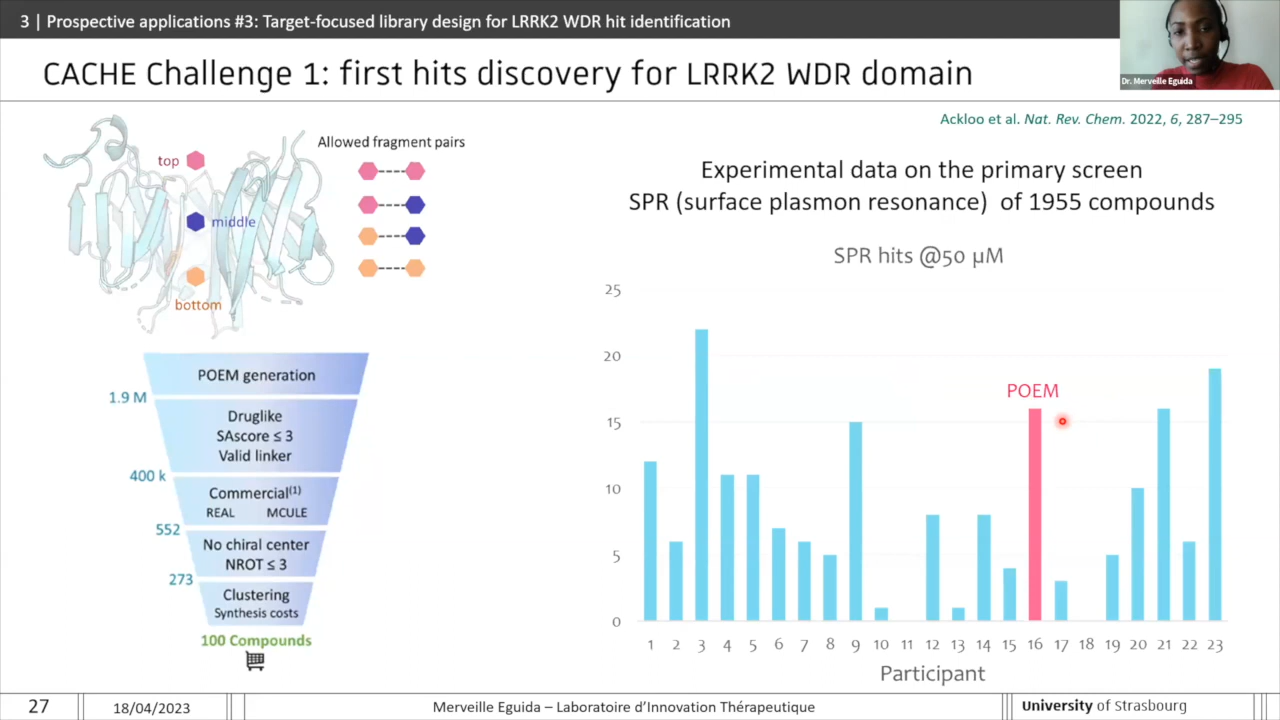 3 | Prospective applications #3: Target-focused library design for LRRK2 WDR hit identification
Dr. Merveille Eguida
CACHE Challenge 1: first hits discovery for LRRK2 WDR domain
Ackloo et al. Nat. Rev. Chem. 2022, 6, 287–295
top
middle
bottom
Allowed fragment pairs
POEM generation
1.9 M
Druglike
SAscore ≤ 3
Valid linker
400 k
Commercial(1)
REAL MCULE
552
No chiral center
NROT ≤ 3
273
Clustering
Synthesis costs
100 Compounds
Experimental data on the primary screen
SPR (surface plasmon resonance) of 1955 compounds
SPR hits @50 µM
25
20
15
10
5
0
POEM
1 2 3 4 5 6 7 8 9 10 11 12 13 14 15 16 17 18 19 20 21 22 23
Participant
27
18/04/2023
Merveille Eguida – Laboratoire d'Innovation Thérapeutique
University of Strasbourg